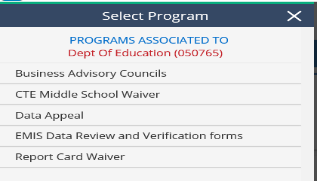 Select Program
PROGRAMS ASSOCIATED TO
Dept Of Education (050765)
Business Advisory Councils
CTE Middle School Waiver
Data Appeal
EMIS Data Review and Verification forms
Report Card Waiver